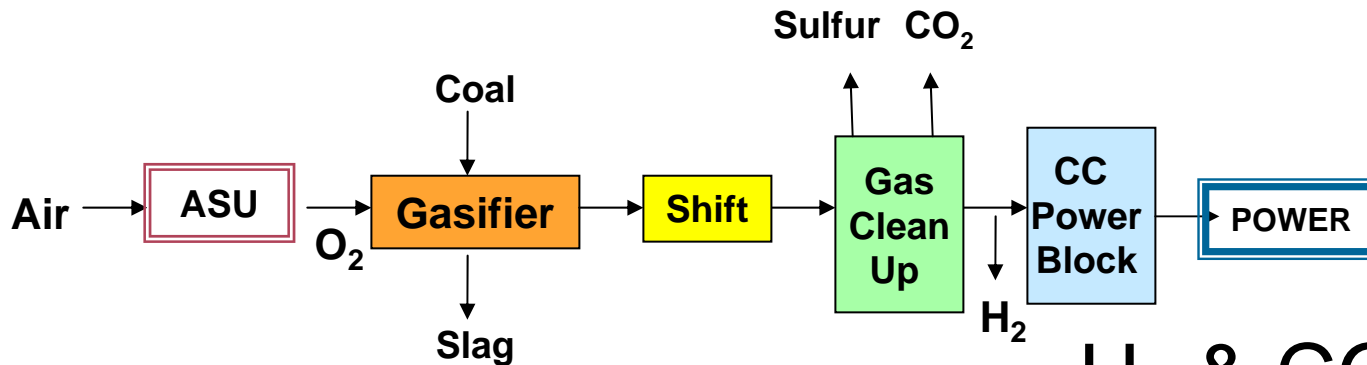 Sulfur CO₂
Coal
Air
ASU
O₂
Gasifier
Slag
Shift
Gas
Clean
Up
H₂
CC
Power
Block
POWER